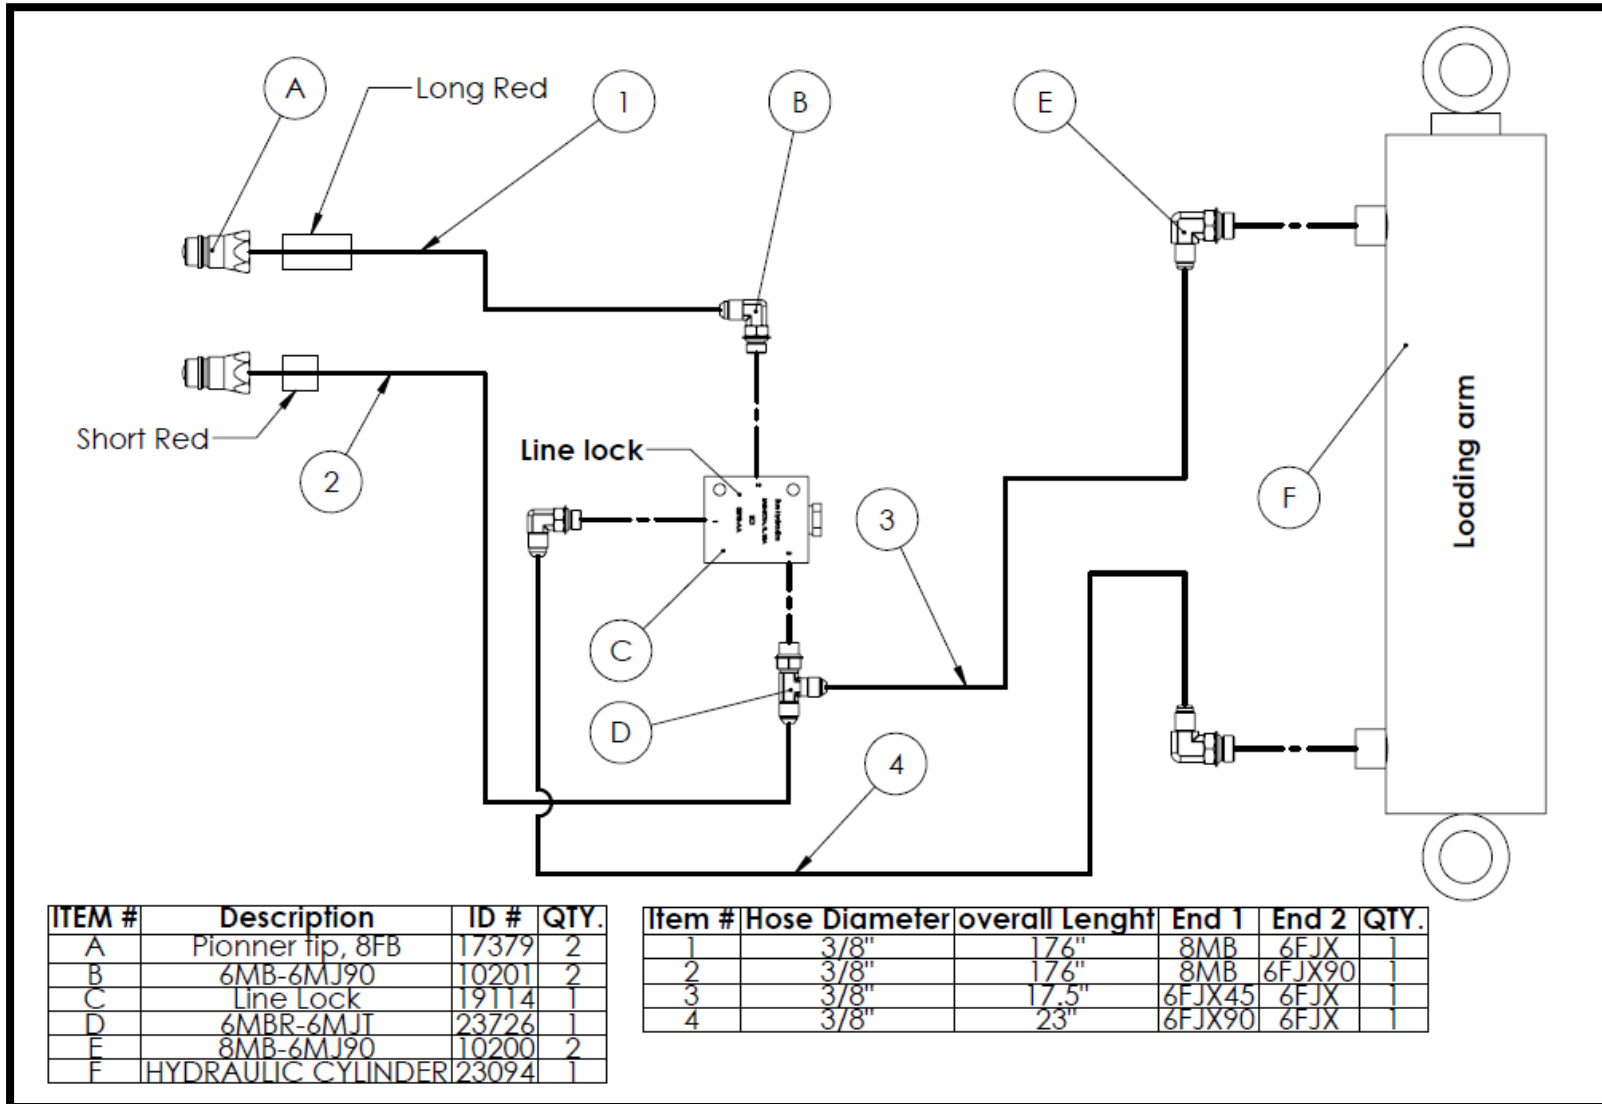 A
Long Red
1
B
E
Short Red
2
Line lock
3
F
Loading arm
C
D
4
ITEM # Description ID # QTY.
A Pionner tip, 8FB 17379 2
B 6MB-6MJ90 10201 2
C Line Lock 19114 1
D 6MBR-6MJT 23726 1
E 8MB-6MJ90 10200 2
F HYDRAULIC CYLINDER 23094 1
Item # Hose Diameter overall Lenght End 1 End 2 QTY.
1 3/8" 176" 8MB 6FJX 1
2 3/8" 176" 8MB 6FJX90 1
3 3/8" 17.5" 6FJX45 6FJX 1
4 3/8" 23" 6FJX90 6FJX 1